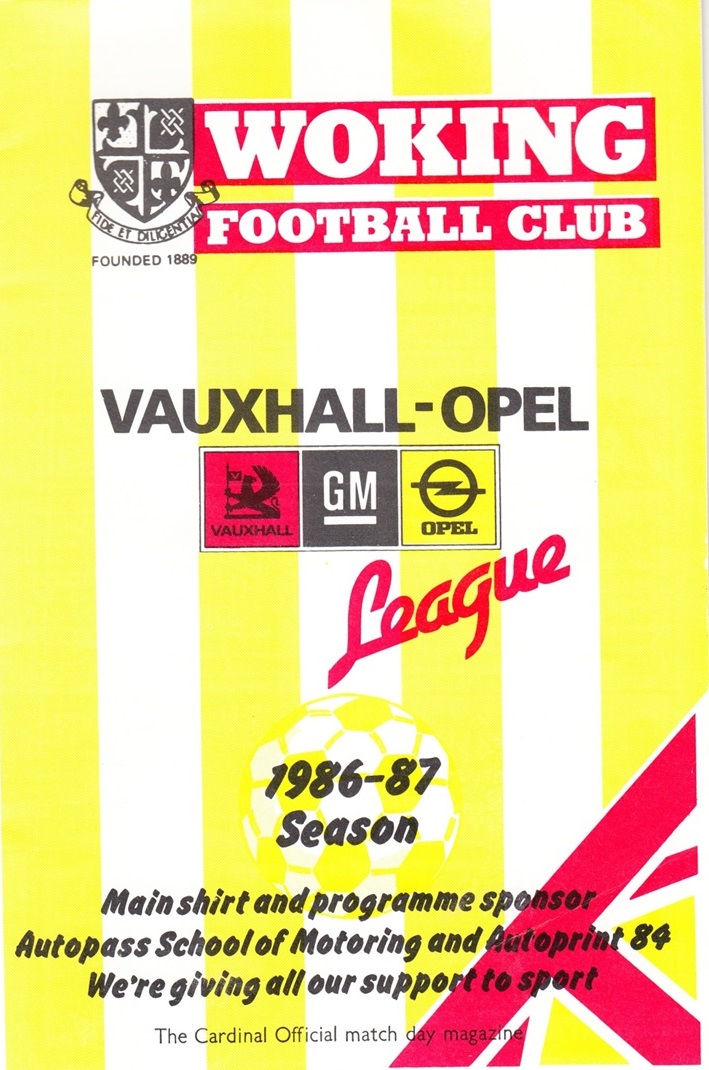 WOKING
FOOTBALL CLUB
FIDE ET DILIGENTIA
FOUNDED 1889
VAUXHALL-OPEL
V
VAUXHALL
GM
OPEL
League
1986-87
Season
Main shirt and programme sponsor
Autopass School of Motoring and Autoprint 84
We're giving all our support to sport
The Cardinal Official match day magazine